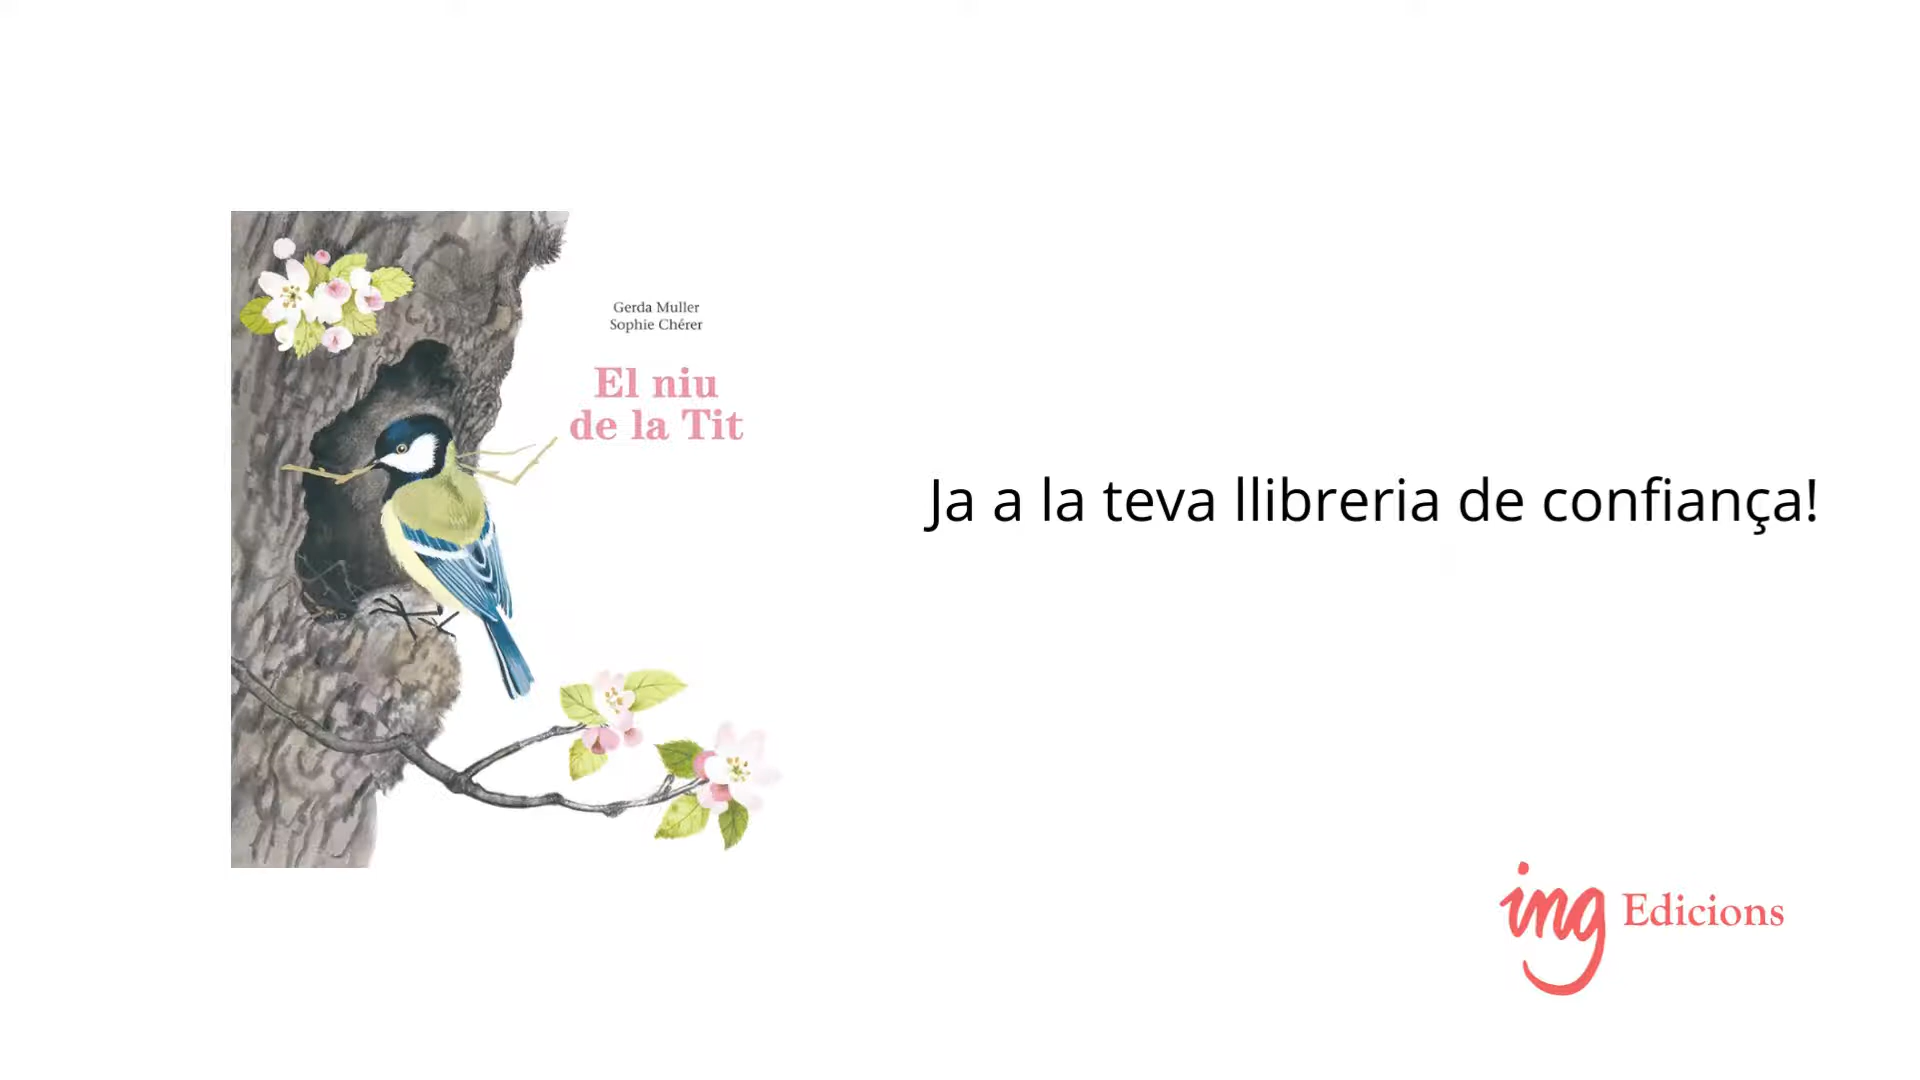 Gerda Muller
Sophie Chérer
El niu
de la Tit
Ja a la teva llibreria de confiança!
ing Edicions